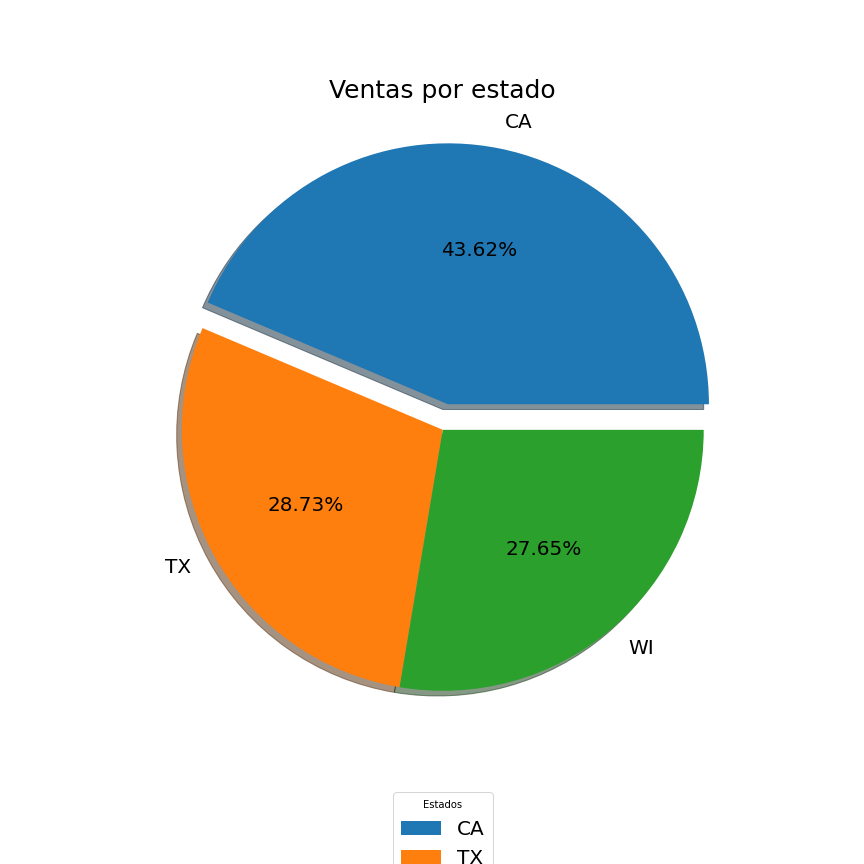 Ventas por estado
CA
43.62%
28.73%
27.65%
TX
WI
Estados
CA
TX